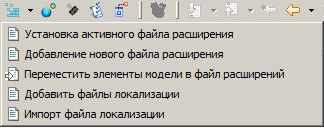 Установка активного файла расширения
Добавление нового файла расширения
Переместить элементы модели в файл расширений
Добавить файлы локализации
Импорт файла локализации